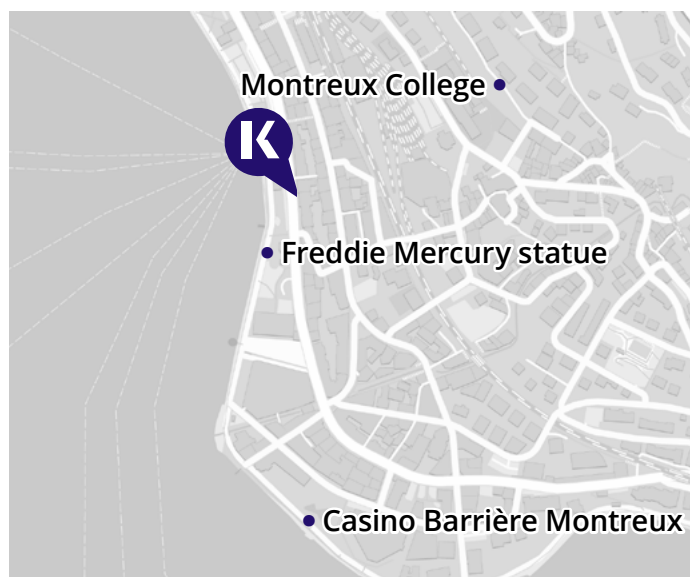 Montreux College
K
Freddie Mercury statue
Casino Barrière Montreux